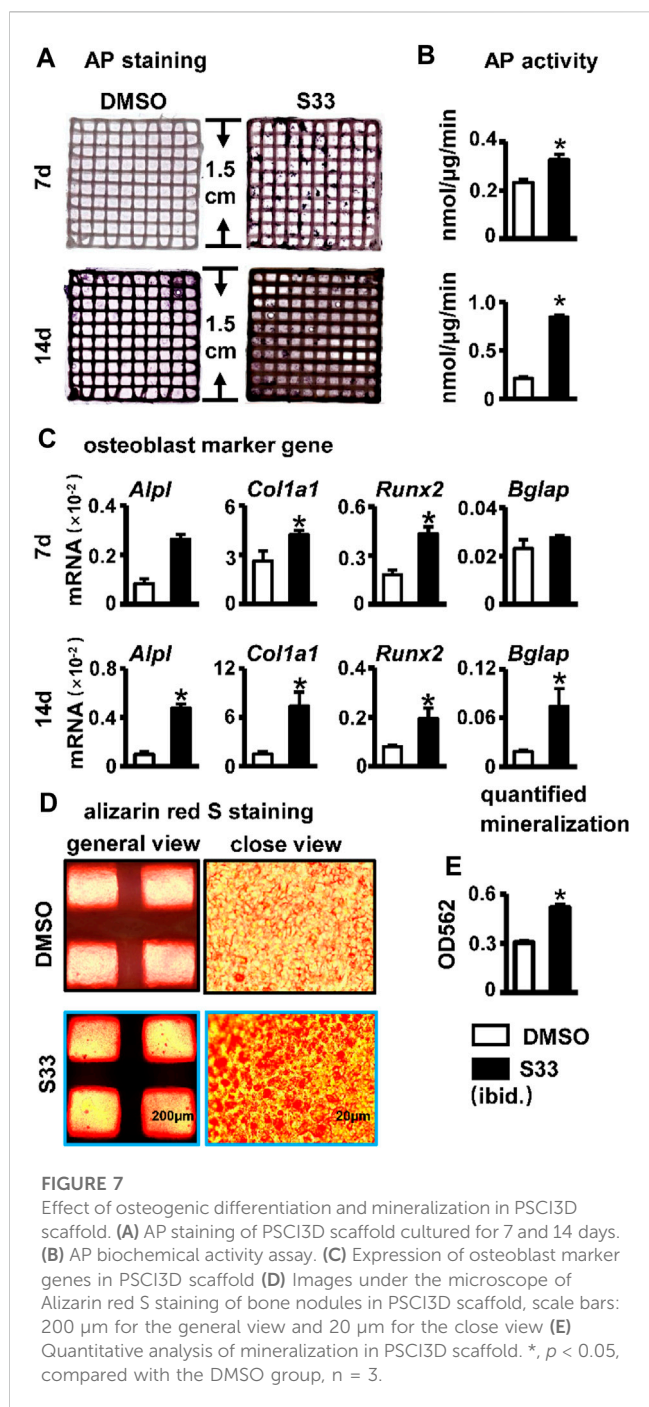 A AP staining
DMSO S33
7d
1.5
cm
14d
1.5
cm
B AP activity
nmol/µg/min
0.4
0.2
0
*
nmol/µg/min
1.0
0.5
0
*
C osteoblast marker gene
7d
mRNA (×10-2)
Alpl
0.4
0.2
0
Col1a1
6
3
0
*
Runx2
0.6
0.3
0
*
Bglap
0.04
0.02
0
14d
mRNA (×10-2)
Alpl
0.8
0.4
0
*
Col1a1
12
6
0
*
Runx2
0.4
0.2
0
*
Bglap
0.12
0.06
0
*
D alizarin red S staining
general view close view
DMSO
S33
200µm
20µm
quantified
mineralization
E
OD562
0.6
0.3
0
*
DMSO
S33
(ibid.)
FIGURE 7
Effect of osteogenic differentiation and mineralization in PSCI3D
scaffold. (A) AP staining of PSCI3D scaffold cultured for 7 and 14 days.
(B) AP biochemical activity assay. (C) Expression of osteoblast marker
genes in PSCI3D scaffold (D) Images under the microscope of
Alizarin red S staining of bone nodules in PSCI3D scaffold, scale bars:
200 µm for the general view and 20 µm for the close view (E)
Quantitative analysis of mineralization in PSCI3D scaffold. *, p < 0.05,
compared with the DMSO group, n = 3.